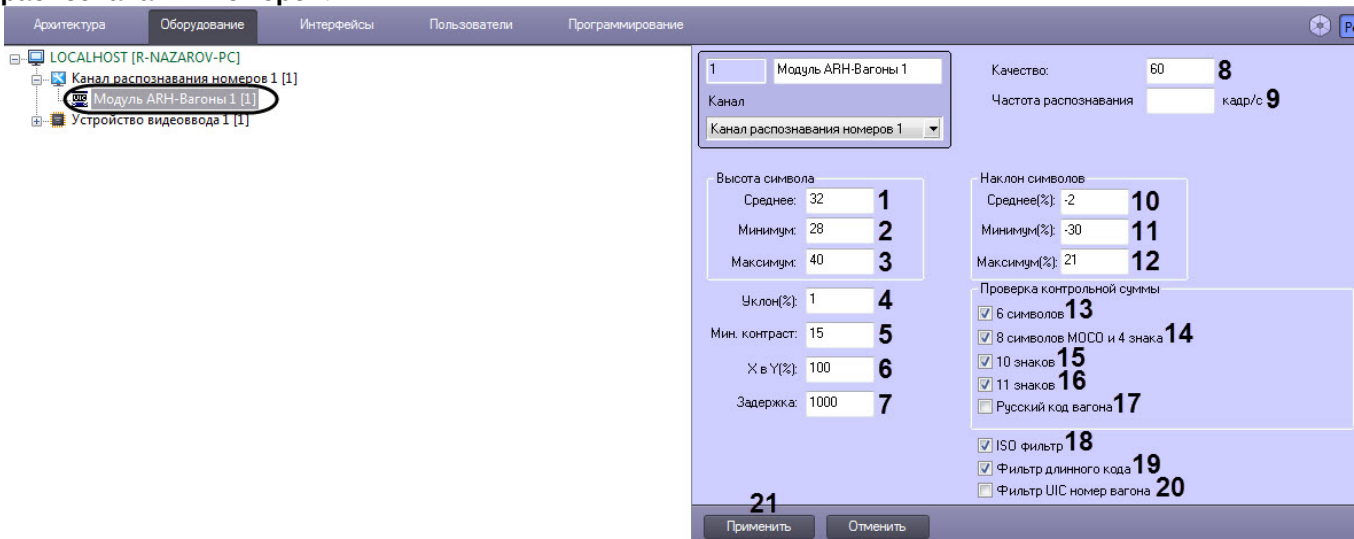 Архитектура Оборудование Интерфейсы Пользователи Программирование
LOCALHOST [R-NAZAROV-PC]
Канал распознавания номеров 1 [1]
Модуль ARH-Вагоны 1 [1]
Устройство видеоввода 1 [1]
1 Модуль ARH-Вагоны 1
Канал
Канал распознавания номеров 1
Качество: 60 8
Частота распознавания кадр/с 9
Высота символа
Среднее: 32 1
Минимум: 28 2
Максимум: 40 3
Уклон(%): 1 4
Мин. контраст: 15 5
X в Y(%): 100 6
Задержка: 1000 7
Наклон символов
Среднее(%): -2 10
Минимум(%): -30 11
Максимум(%): 21 12
Проверка контрольной суммы
6 символов 13
8 символов МОСО и 4 знака 14
10 знаков 15
11 знаков 16
Русский код вагона 17
ISO фильтр 18
Фильтр длинного кода 19
Фильтр UIC номер вагона 20
21
Применить Отменить